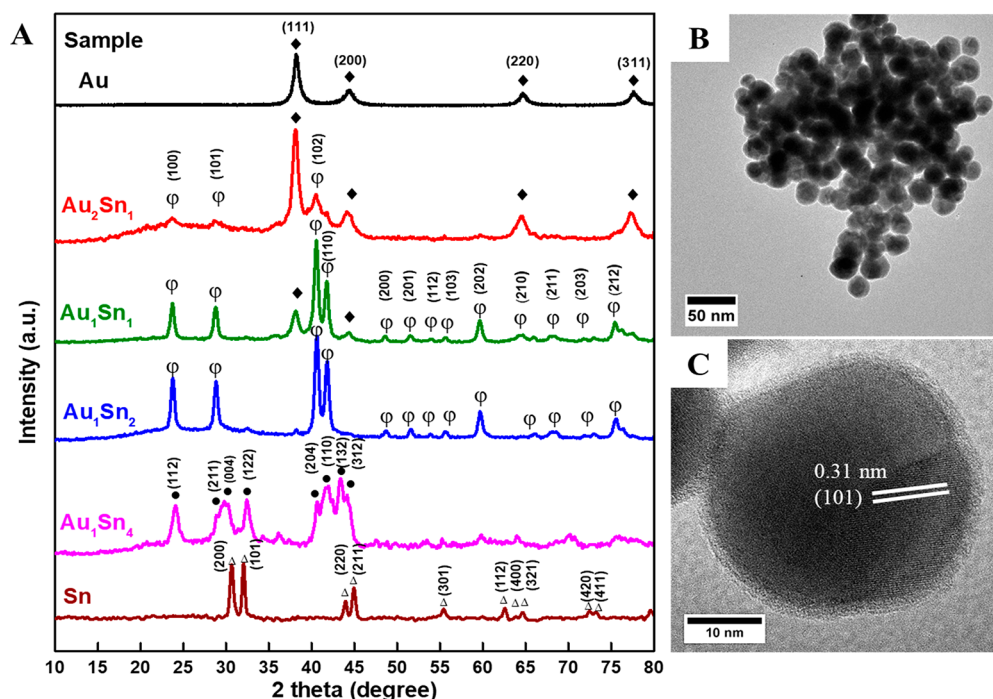 A
Sample
Au
(111)
(200)
(220)
(311)
Au2Sn1
(100)
(101)
φ
φ
(102)
φ
Au1Sn1
φ
φ
φ
(110)
φ
(200)
(201)
(112)
(103)
(202)
(210)
(211)
(203)
(212)
φ
φ
φ
φ
φ
φ
φ
φ
φ
Au1Sn2
φ
φ
φ
φ
φ
φ
φ
φ
φ
φ
φ
φ
φ
Au1Sn4
(112)
(211)
(004)
(122)
(204)
(110)
(132)
(312)
Sn
(200)
(101)
(220)
(211)
(301)
(112)
(400)
(321)
(420)
(411)
Intensity (a.u.)
10 15 20 25 30 35 40 45 50 55 60 65 70 75 80
2 theta (degree)
B
50 nm
C
0.31 nm
(101)
10 nm